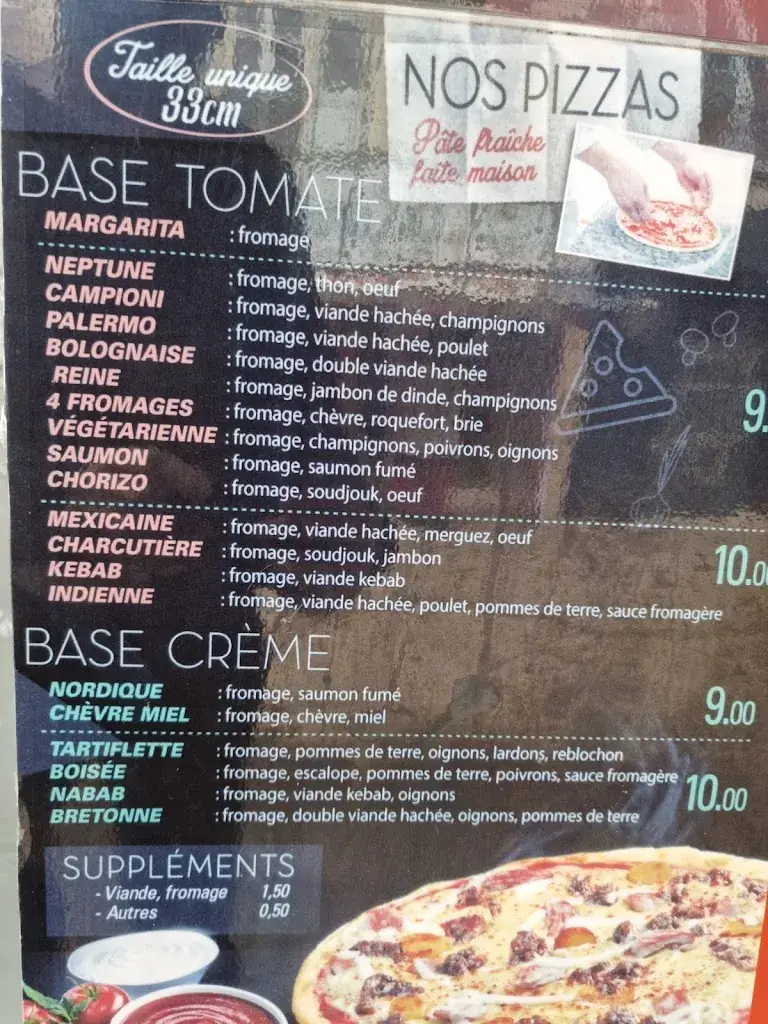 Taille unique
33cm
NOS PIZZAS
Pâte fraîche
faite maison
BASE TOMATE
MARGARITA : fromage
NEPTUNE : fromage, thon, oeuf
CAMPIONI : fromage, viande hachée, champignons
PALERMO : fromage, viande hachée, poulet
BOLOGNAISE : fromage, double viande hachée
REINE : fromage, jambon de dinde, champignons
4 FROMAGES : fromage, chèvre, roquefort, brie
9.
VÉGÉTARIENNE : fromage, champignons, poivrons, oignons
SAUMON : fromage, saumon fumé
CHORIZO : fromage, soudjouk, oeuf
MEXICAINE : fromage, viande hachée, merguez, oeuf
CHARCUTIÈRE : fromage, soudjouk, jambon
10.0
KEBAB : fromage, viande kebab
INDIENNE : fromage, viande hachée, poulet, pommes de terre, sauce fromagère
BASE CRÈME
NORDIQUE : fromage, saumon fumé
CHÈVRE MIEL : fromage, chèvre, miel
9.00
TARTIFLETTE : fromage, pommes de terre, oignons, lardons, reblochon
BOISÉE : fromage, escalope, pommes de terre, poivrons, sauce fromagère
NABAB : fromage, viande kebab, oignons
10.00
BRETONNE : fromage, double viande hachée, oignons, pommes de terre
SUPPLÉMENTS
- Viande, fromage 1,50
- Autres 0,50